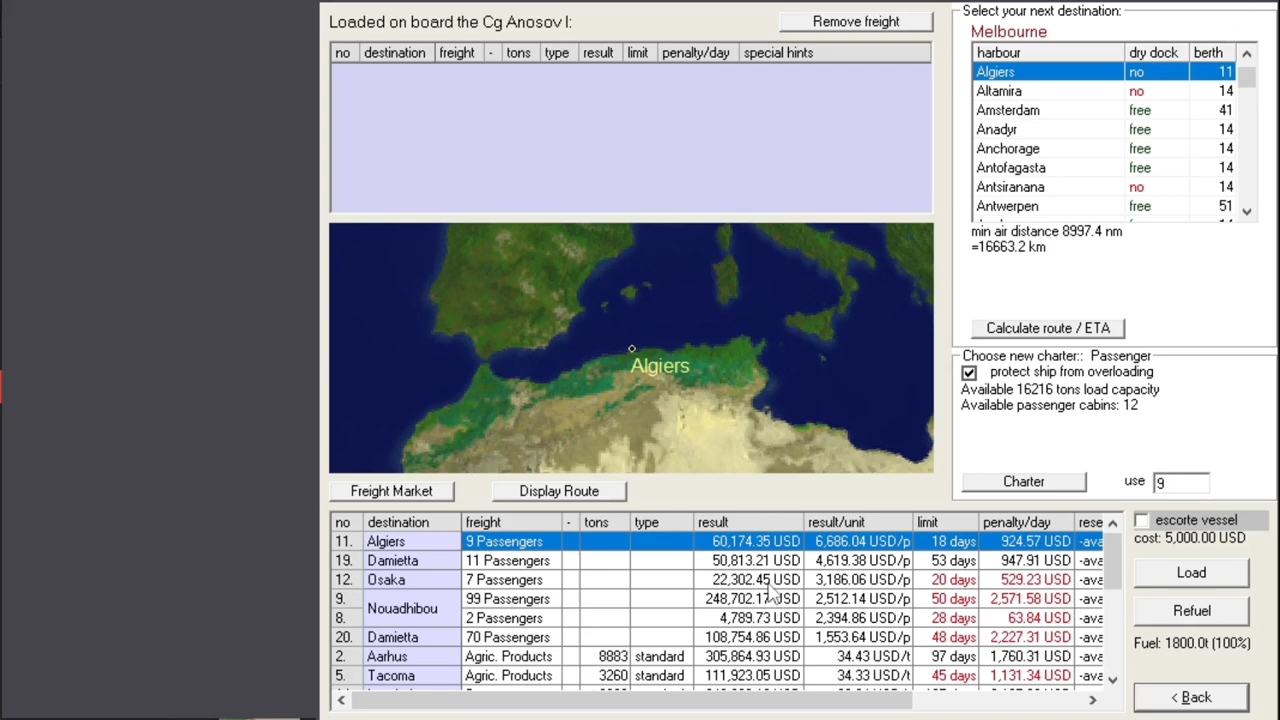 Loaded on board the Cg Anosov I:
Remove freight
no destination freight - tons type result limit penalty/day special hints
Select your next destination:
Melbourne
harbour dry dock berth
Algiers no 11
Altamira no 14
Amsterdam free 41
Anadyr free 14
Anchorage free 14
Antofagasta free 14
Antsiranana no 14
Antwerpen free 51
min air distance 8997.4 nm
=16663.2 km
Calculate route / ETA
Algiers
Choose new charter:: Passenger
protect ship from overloading
Available 16216 tons load capacity
Available passenger cabins: 12
Charter
use 9
Freight Market
Display Route
no destination freight - tons type result result/unit limit penalty/day rese
11. Algiers 9 Passengers 60,174.35 USD 6,686.04 USD/p 18 days 924.57 USD -ava
19. Damietta 11 Passengers 50,813.21 USD 4,619.38 USD/p 53 days 947.91 USD -ava
12. Osaka 7 Passengers 22,302.45 USD 3,186.06 USD/p 20 days 529.23 USD -ava
9. Nouadhibou 99 Passengers 248,702.17 USD 2,512.14 USD/p 50 days 2,571.58 USD -ava
8. 2 Passengers 4,789.73 USD 2,394.86 USD/p 28 days 63.84 USD -ava
20. Damietta 70 Passengers 108,754.86 USD 1,553.64 USD/p 48 days 2,227.31 USD -ava
2. Aarhus Agric. Products 8883 standard 305,864.93 USD 34.43 USD/t 97 days 1,760.31 USD -ava
5. Tacoma Agric. Products 3260 standard 111,923.05 USD 34.33 USD/t 45 days 1,131.34 USD -ava
escorte vessel
cost: 5,000.00 USD
Load
Refuel
Fuel: 1800.0t (100%)
< Back